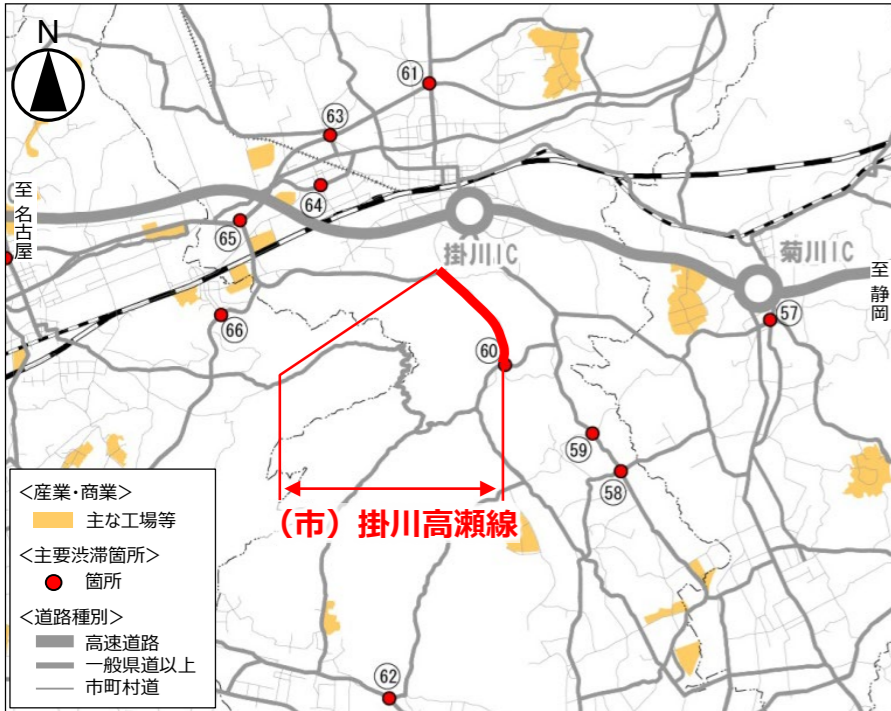 N
61
63
64
至
名
古
屋
65
掛川IC
菊川IC
至
静
岡
57
66
60
59
58
(市)掛川高瀬線
<産業・商業>
主な工場等
<主要渋滞箇所>
箇所
<道路種別>
高速道路
一般県道以上
市町村道
62